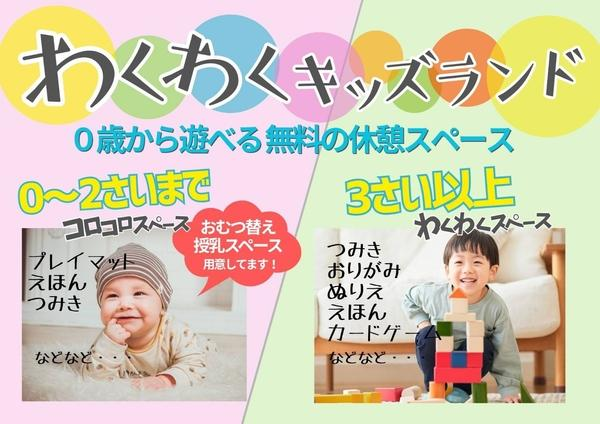 わくわくキッズランド
0歳から遊べる無料の休憩スペース
0〜2さいまで
コロコロスペース
おむつ替え
授乳スペース
用意してます！
プレイマット
えほん
つみき
などなど・・・
3さい以上
わくわくスペース
つみき
おりがみ
ぬりえ
えほん
カードゲーム
などなど・・